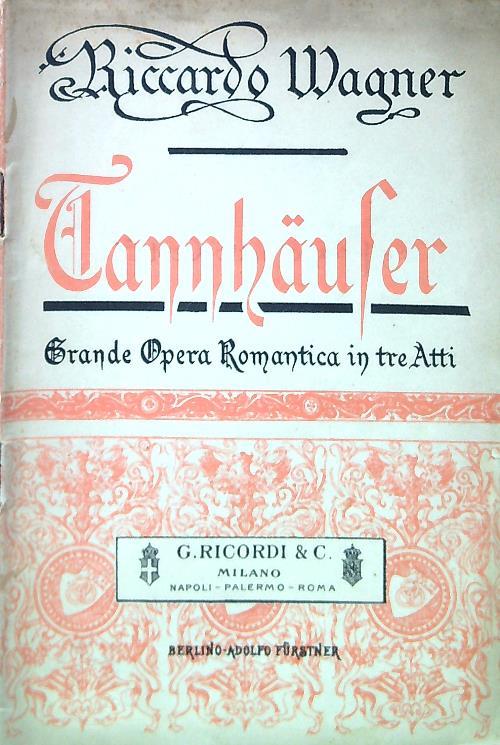 Riccardo Wagner
Tannhäuſer
Grande Opera Romantica in tre Atti
G. RICORDI & C.
MILANO
NAPOLI - PALERMO - ROMA
BERLINO-ADOLFO FÜRSTNER